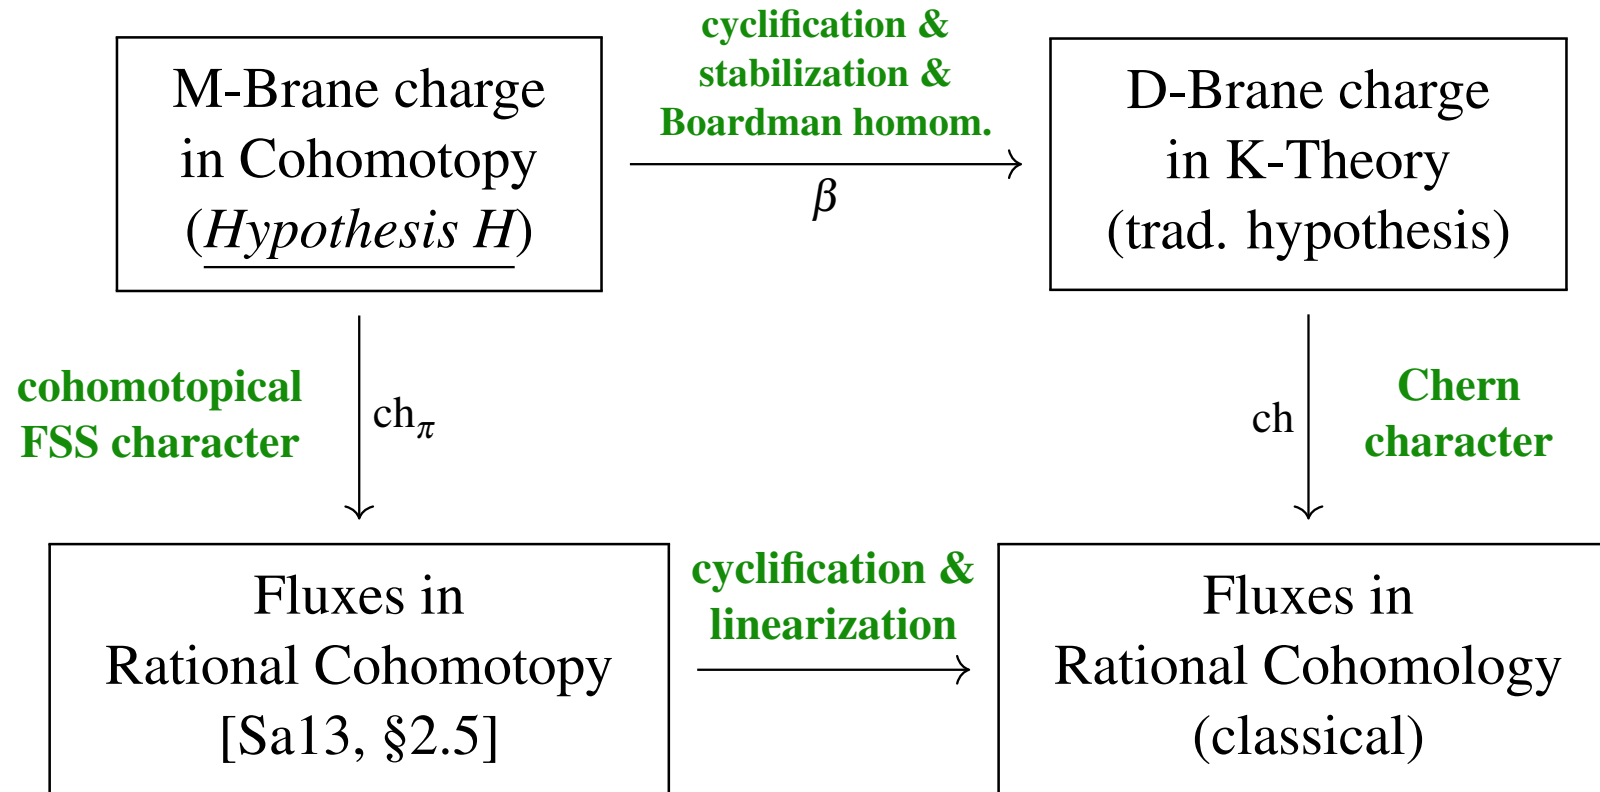 cyclification &
stabilization &
Boardman homom.
M-Brane charge
in Cohomotopy
(Hypothesis H)
β
D-Brane charge
in K-Theory
(trad. hypothesis)
cohomotopical
FSS character
chπ
ch
Chern
character
Fluxes in
Rational Cohomotopy
[Sa13, §2.5]
cyclification &
linearization
Fluxes in
Rational Cohomology
(classical)